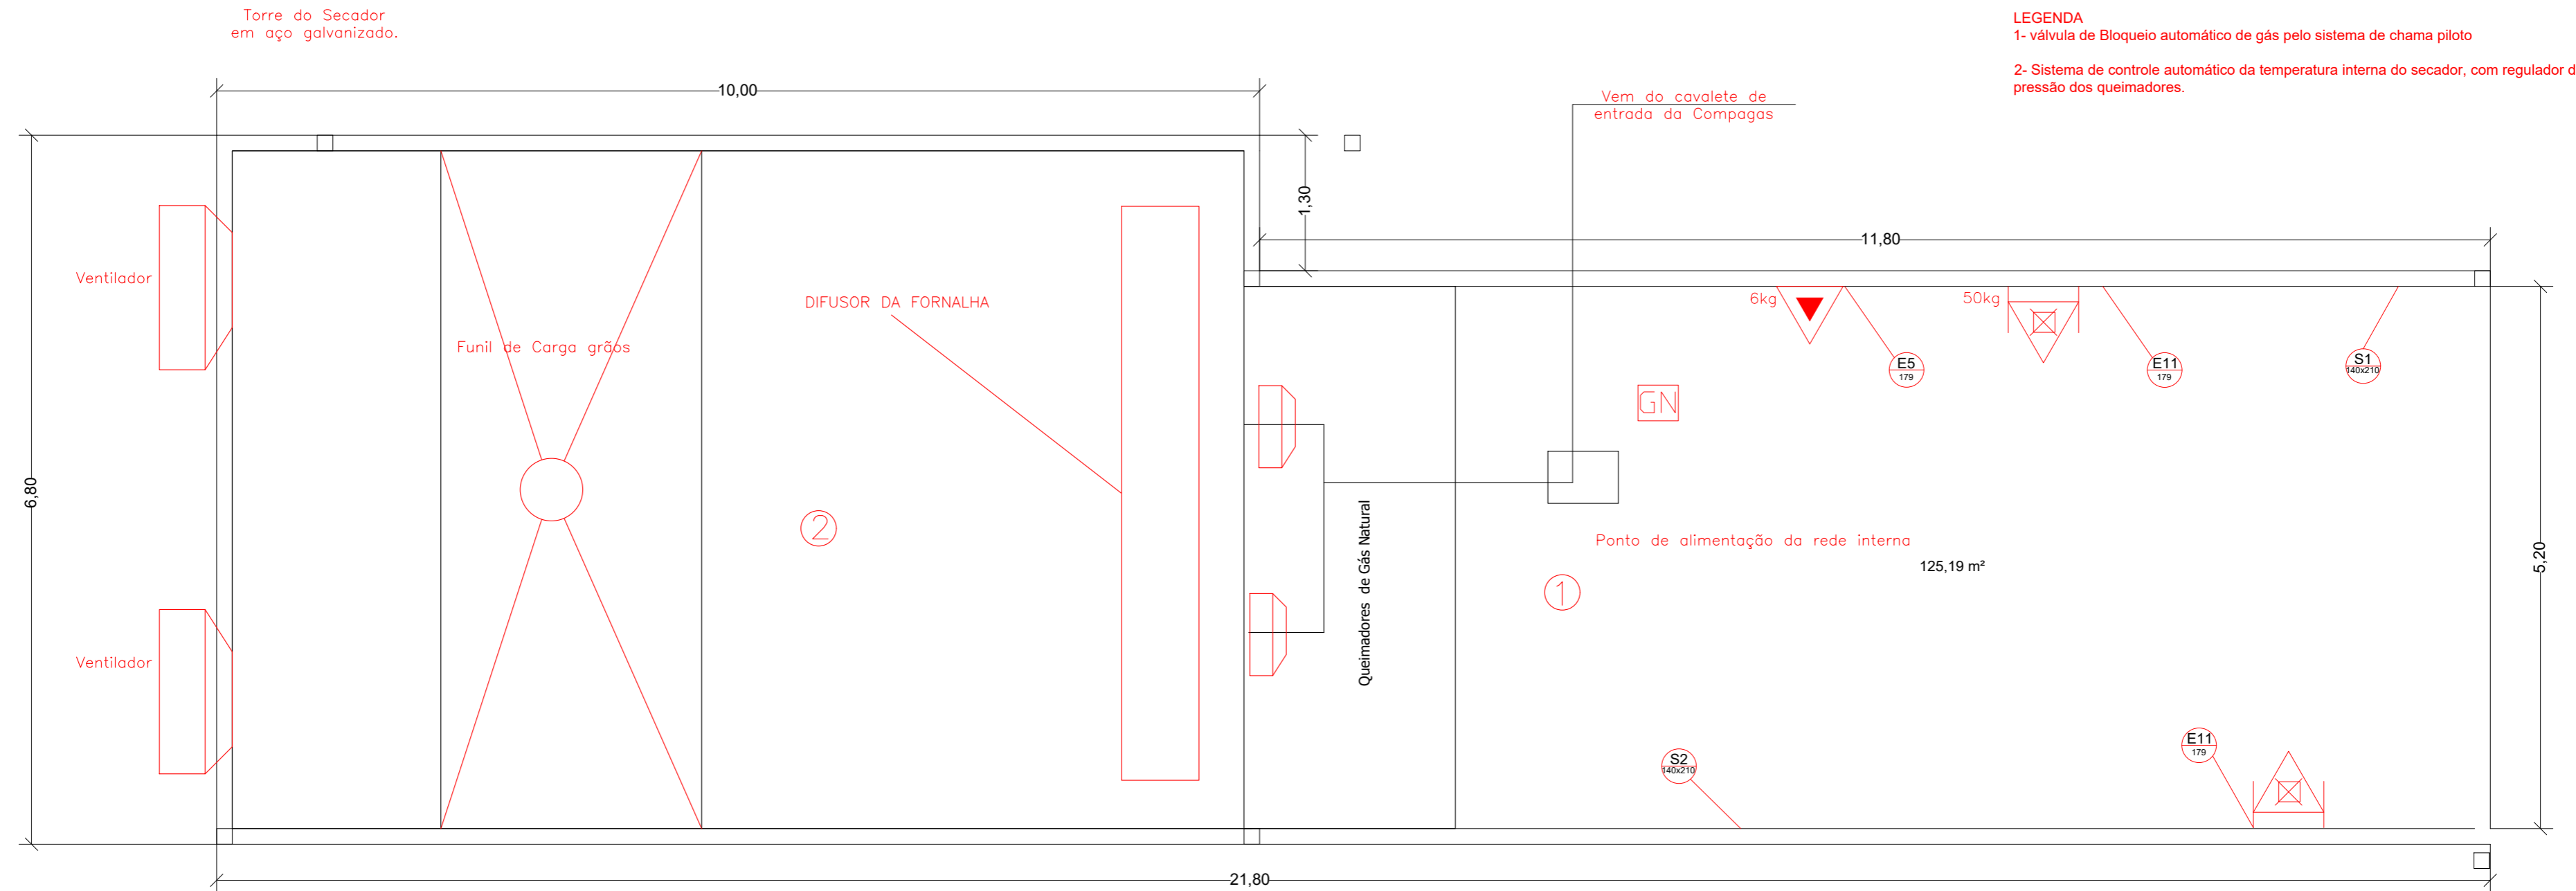 Torre do Secador
em aço galvanizado.
LEGENDA
1- válvula de Bloqueio automático de gás pelo sistema de chama piloto
2- Sistema de controle automático da temperatura interna do secador, com regulador d
pressão dos queimadores.
10,00
Vem do cavalete de
entrada da Compagas
1,30
11,80
Ventilador
DIFUSOR DA FORNALHA
6kg
50kg
Funil de Carga grãos
E5
179
E11
179
S1
140x210
GN
6,80
2
Queimadores de Gás Natural
Ponto de alimentação da rede interna
125,19 m²
5,20
1
Ventilador
S2
140x210
E11
179
21,80